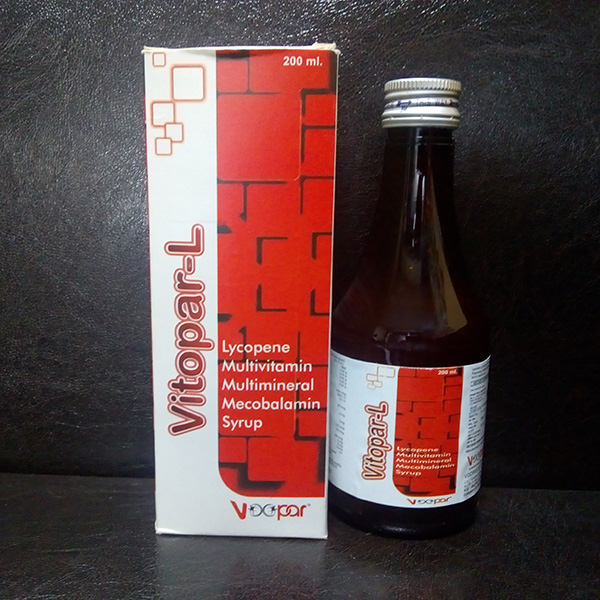 200 ml.
Vitopar-L
Lycopene
Multivitamin
Multimineral
Mecobalamin
Syrup
Voopar
200 ml.
Vitopar-L
Lycopene
Multivitamin
Multimineral
Mecobalamin
Syrup
Voopar